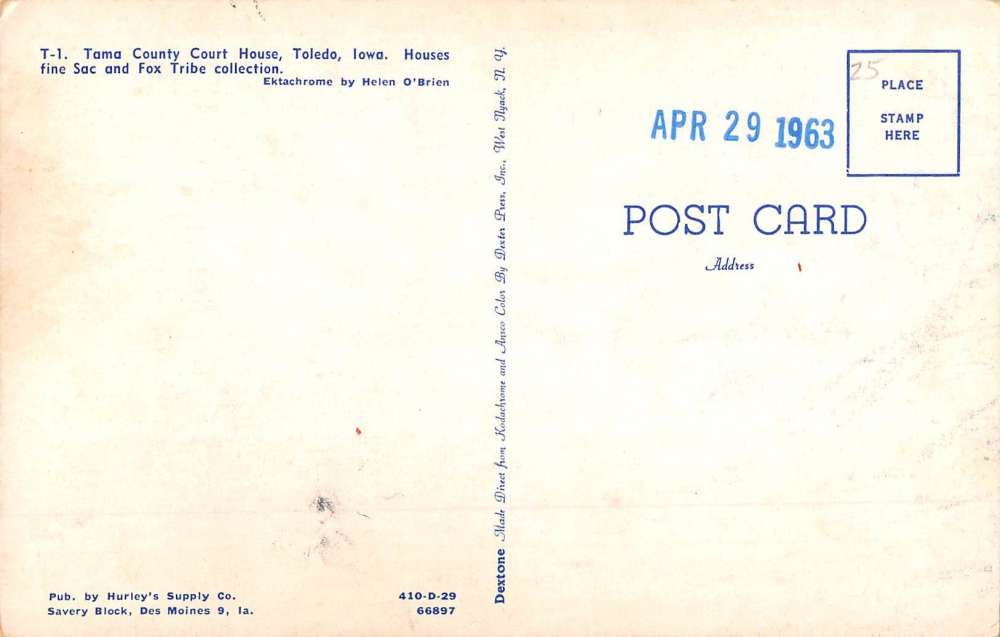 T-1. Tama County Court House, Toledo, Iowa. Houses
fine Sac and Fox Tribe collection.
Ektachrome by Helen O'Brien
Pub. by Hurley's Supply Co.
Savery Block, Des Moines 9, Ia.
410-D-29
66897
Dextone Made Direct from Kodachrome and Ansco Color By Dexter Press, Inc., West Nyack, N. Y.
25
PLACE
STAMP
HERE
APR 29 1963
POST CARD
Address